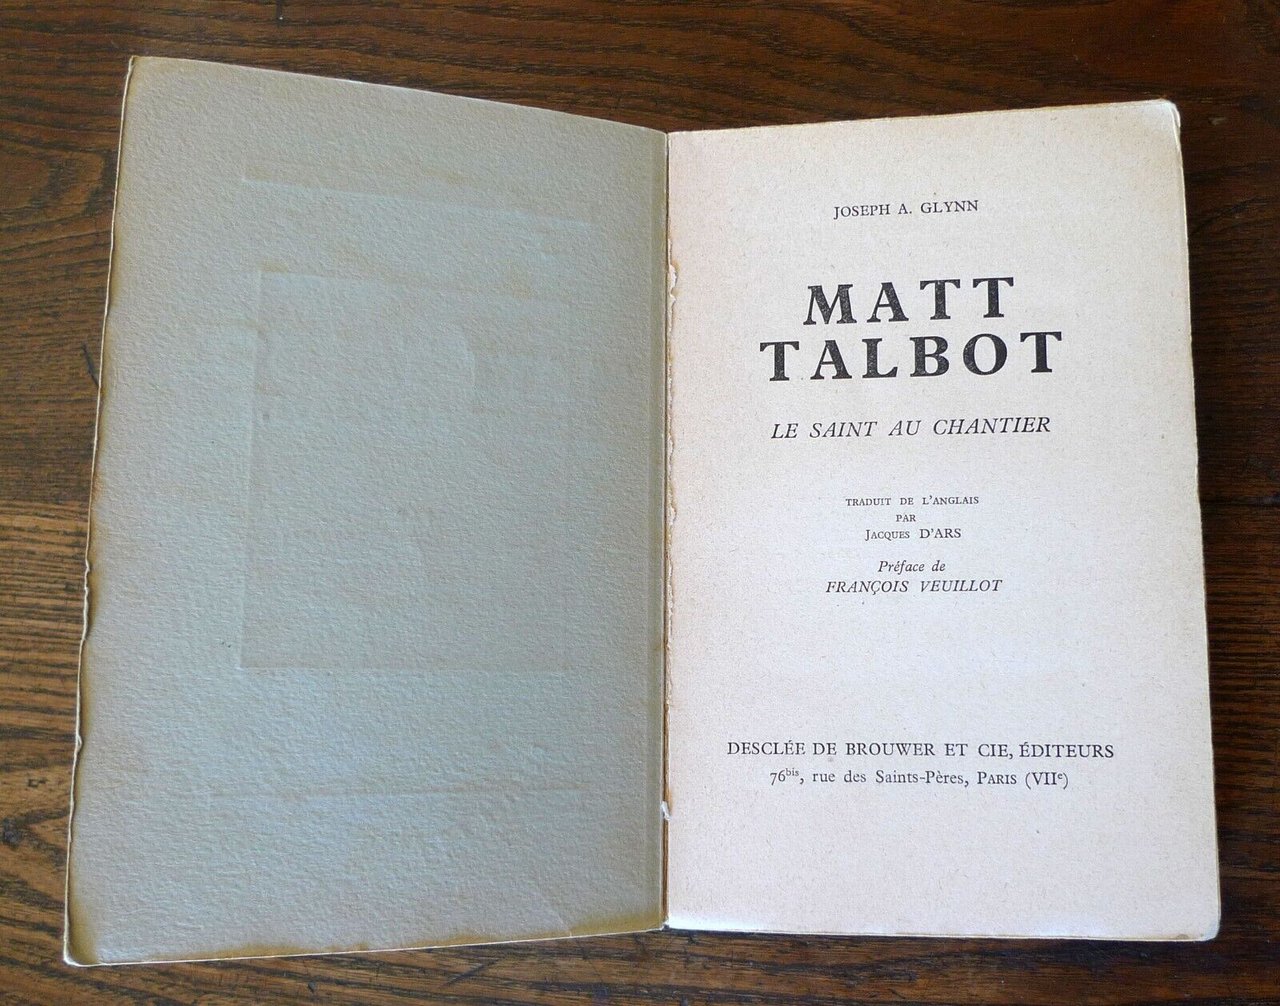 JOSEPH A. GLYNN
MATT
TALBOT
LE SAINT AU CHANTIER
TRADUIT DE L'ANGLAIS
PAR
JACQUES D'ARS
Préface de
FRANÇOIS VEUILLOT
DESCLÉE DE BROUWER ET CIE, ÉDITEURS
76bis, rue des Saints-Pères, PARIS (VIIe)